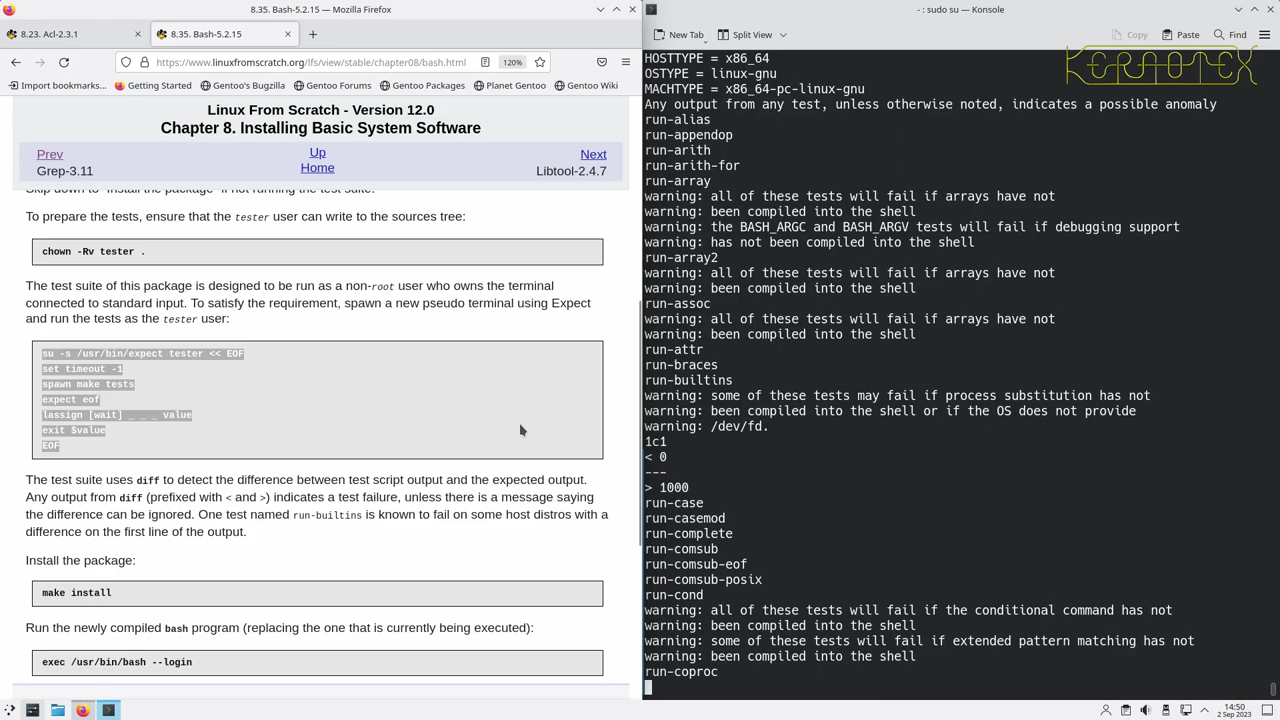 8.35. Bash-5.2.15 — Mozilla Firefox
8.23. Acl-2.3.1
8.35. Bash-5.2.15
https://www.linuxfromscratch.org/lfs/view/stable/chapter08/bash.html
120%
Import bookmarks...
Getting Started
Gentoo's Bugzilla
Gentoo Forums
Gentoo Packages
Planet Gentoo
Gentoo Wiki
Linux From Scratch - Version 12.0
Chapter 8. Installing Basic System Software
Prev
Up
Next
Grep-3.11
Home
Libtool-2.4.7
Skip down to "Install the package" if not running the test suite.
To prepare the tests, ensure that the tester user can write to the sources tree:
chown -Rv tester .
The test suite of this package is designed to be run as a non-root user who owns the terminal
connected to standard input. To satisfy the requirement, spawn a new pseudo terminal using Expect
and run the tests as the tester user:
su -s /usr/bin/expect tester << EOF
set timeout -1
spawn make tests
expect eof
lassign [wait] _ _ _ value
exit $value
EOF
The test suite uses diff to detect the difference between test script output and the expected output.
Any output from diff (prefixed with < and >) indicates a test failure, unless there is a message saying
the difference can be ignored. One test named run-builtins is known to fail on some host distros with a
difference on the first line of the output.
Install the package:
make install
Run the newly compiled bash program (replacing the one that is currently being executed):
exec /usr/bin/bash --login
- : sudo su — Konsole
New Tab
Split View
Copy
Paste
Find
KERNOTEX
HOSTTYPE = x86_64
OSTYPE = linux-gnu
MACHTYPE = x86_64-pc-linux-gnu
Any output from any test, unless otherwise noted, indicates a possible anomaly
run-alias
run-appendop
run-arith
run-arith-for
run-array
warning: all of these tests will fail if arrays have not
warning: been compiled into the shell
warning: the BASH_ARGC and BASH_ARGV tests will fail if debugging support
warning: has not been compiled into the shell
run-array2
warning: all of these tests will fail if arrays have not
warning: been compiled into the shell
run-assoc
warning: all of these tests will fail if arrays have not
warning: been compiled into the shell
run-attr
run-braces
run-builtins
warning: some of these tests may fail if process substitution has not
warning: been compiled into the shell or if the OS does not provide
warning: /dev/fd.
1c1
< 0
---
> 1000
run-case
run-casemod
run-complete
run-comsub
run-comsub-eof
run-comsub-posix
run-cond
warning: all of these tests will fail if the conditional command has not
warning: been compiled into the shell
warning: some of these tests will fail if extended pattern matching has not
warning: been compiled into the shell
run-coproc
14:50
2 Sep 2023